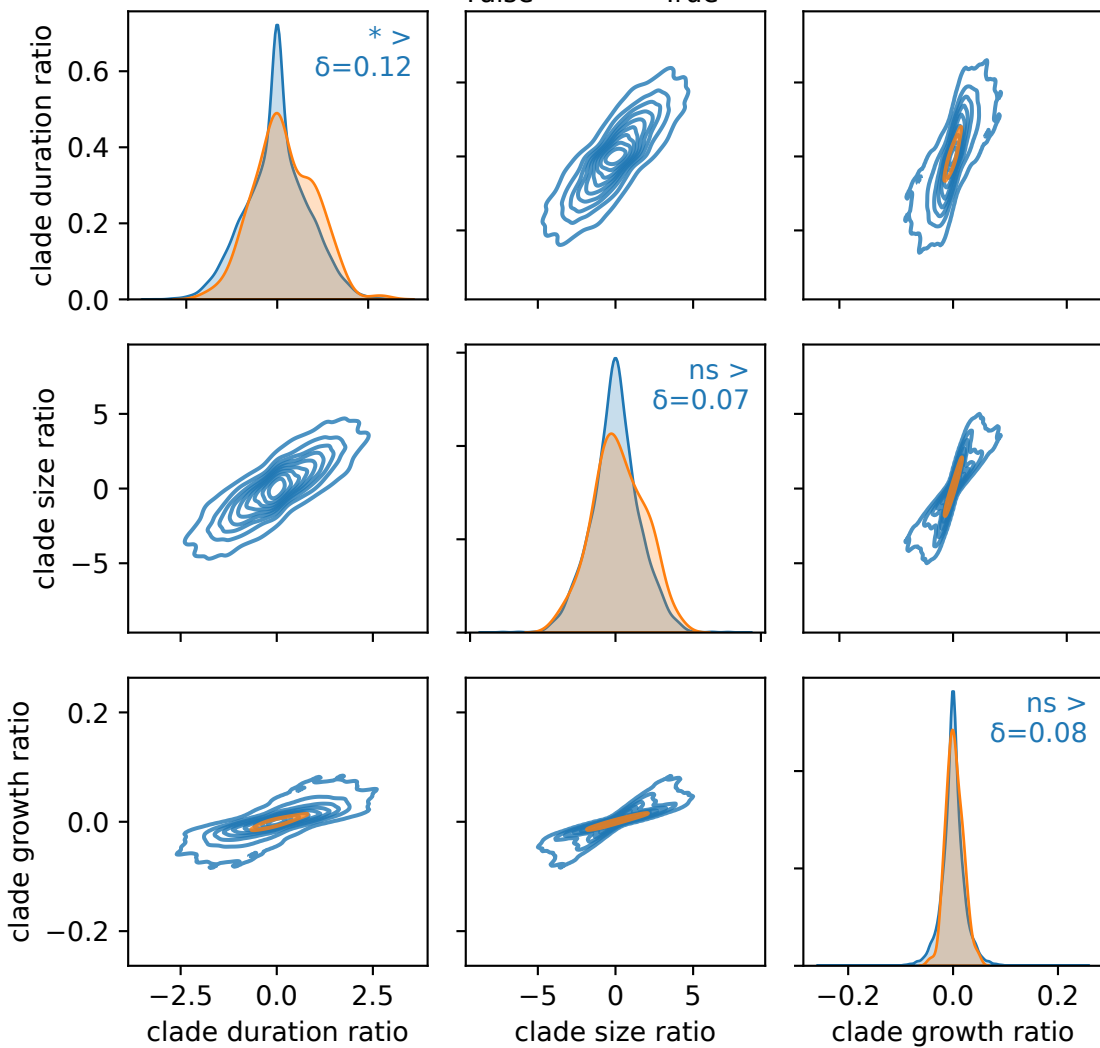 False True
clade duration ratio
0.6
0.4
0.2
0.0
* >
δ=0.12
clade size ratio
5
0
−5
ns >
δ=0.07
clade growth ratio
0.2
0.0
−0.2
ns >
δ=0.08
−2.5 0.0 2.5
−5 0 5
−0.2 0.0 0.2
clade duration ratio
clade size ratio
clade growth ratio